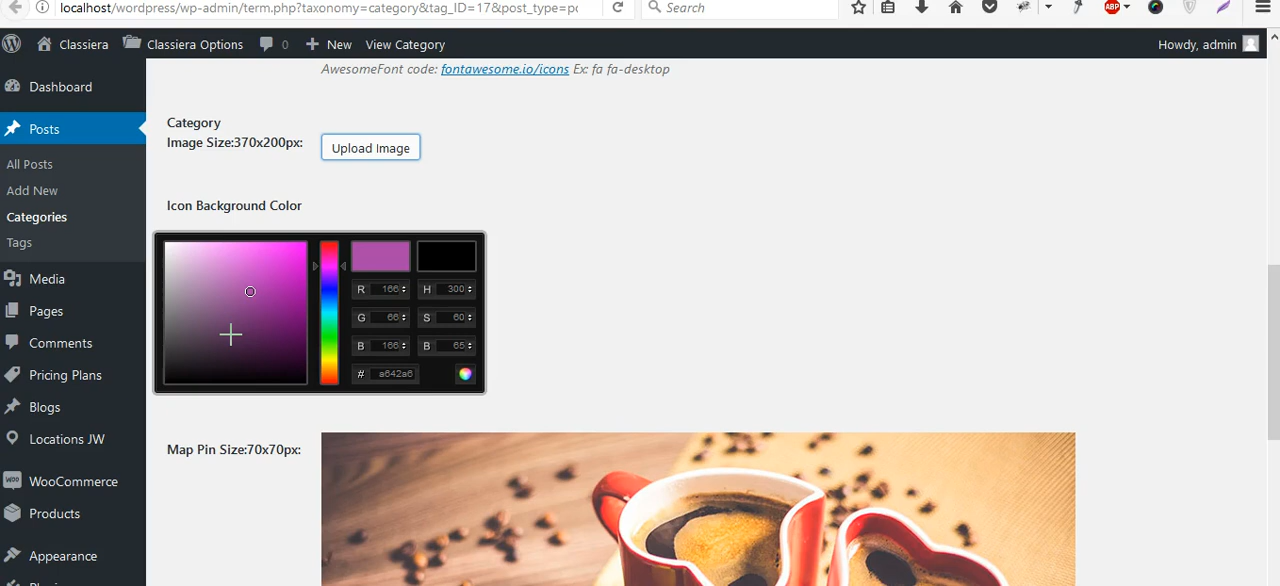 localhost/wordpress/wp-admin/term.php?taxonomy=category&tag_ID=17&post_type=po
Search
ABP
Classiera
Classiera Options
0
New
View Category
Howdy, admin
Dashboard
Posts
All Posts
Add New
Categories
Tags
Media
Pages
Comments
Pricing Plans
Blogs
Locations JW
WooCommerce
Products
Appearance
AwesomeFont code: fontawesome.io/icons Ex: fa fa-desktop
Category
Image Size:370x200px:
Upload Image
Icon Background Color
R 166 H 300
G 66 S 60
B 166 B 65
# a642a6
Map Pin Size:70x70px: